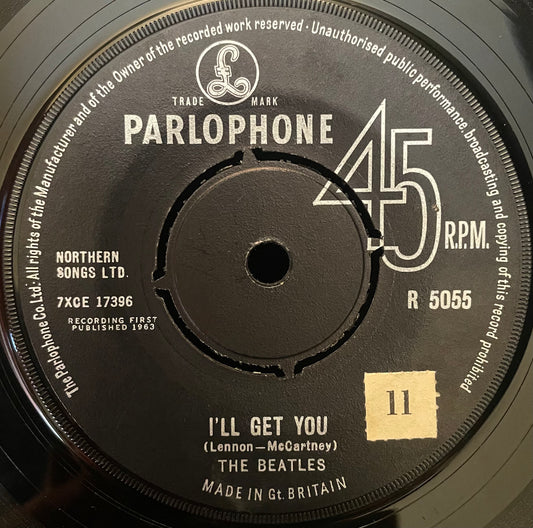 The Parlophone Co.Ltd. All rights of the Manufacturer and of the Owner of the recorded work reserved · Unauthorised public performance, broadcasting and copying of this record prohibited
£
TRADE MARK
PARLOPHONE
45 R.P.M.
NORTHERN
SONGS LTD.
7XCE 17396
R 5055
RECORDING FIRST
PUBLISHED 1963
11
I'LL GET YOU
(Lennon—McCartney)
THE BEATLES
MADE IN Gt. BRITAIN